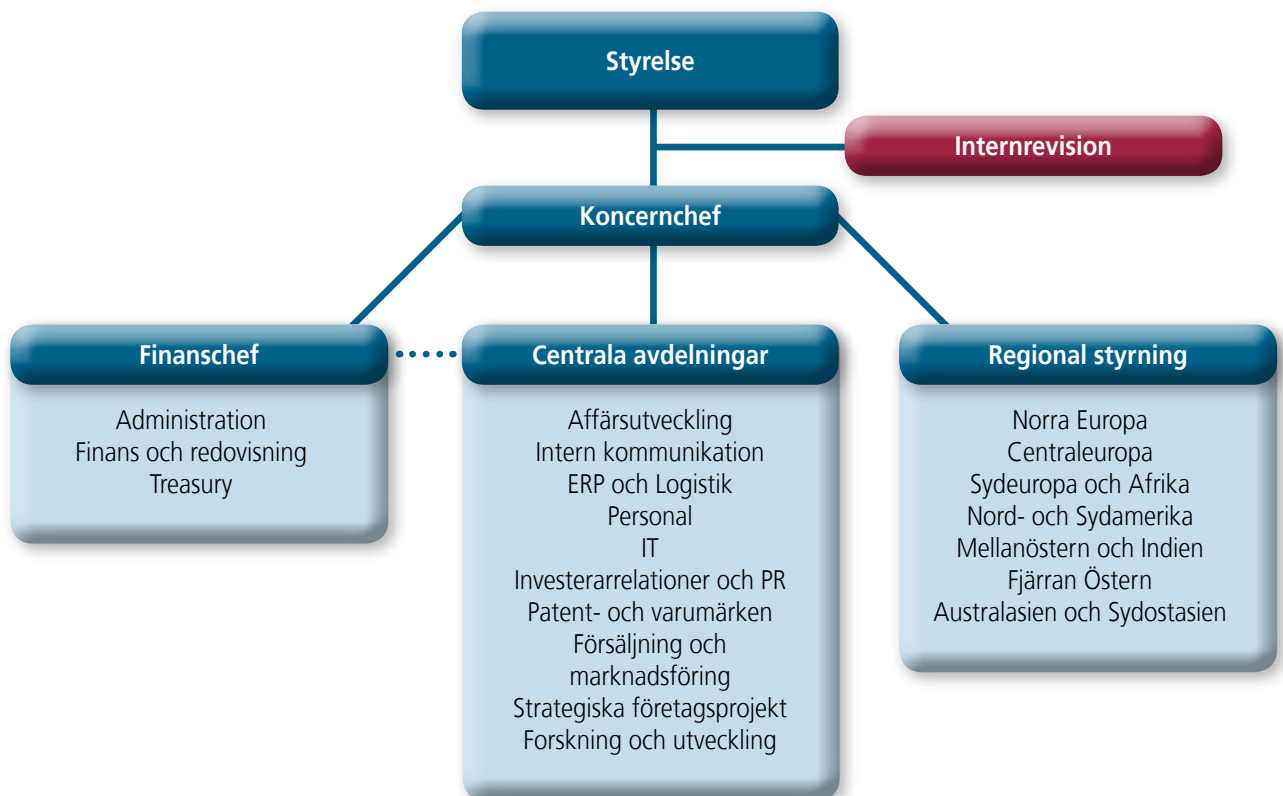 Styrelse
Internrevision
Koncernchef
Finanschef
Administration
Finans och redovisning
Treasury
Centrala avdelningar
Affärsutveckling
Intern kommunikation
ERP och Logistik
Personal
IT
Investerarrelationer och PR
Patent- och varumärken
Försäljning och
marknadsföring
Strategiska företagsprojekt
Forskning och utveckling
Regional styrning
Norra Europa
Centraleuropa
Sydeuropa och Afrika
Nord- och Sydamerika
Mellanöstern och Indien
Fjärran Östern
Australasien och Sydostasien